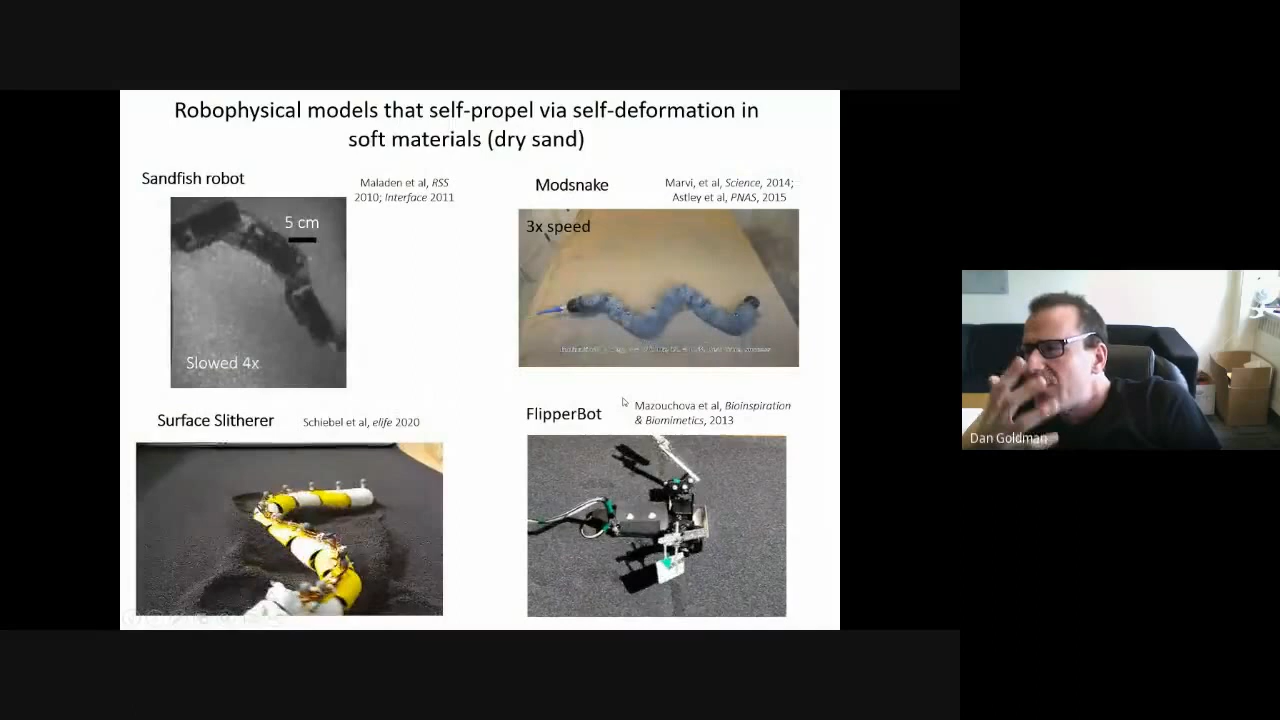 Robophysical models that self-propel via self-deformation in
soft materials (dry sand)
Sandfish robot
Maladen et al, RSS
2010; Interface 2011
5 cm
Slowed 4x
Modsnake
Marvi, et al, Science, 2014;
Astley et al, PNAS, 2015
3x speed
Surface Slitherer
Schiebel et al, elife 2020
FlipperBot
Mazouchova et al, Bioinspiration
& Biomimetics, 2013
Dan Goldman